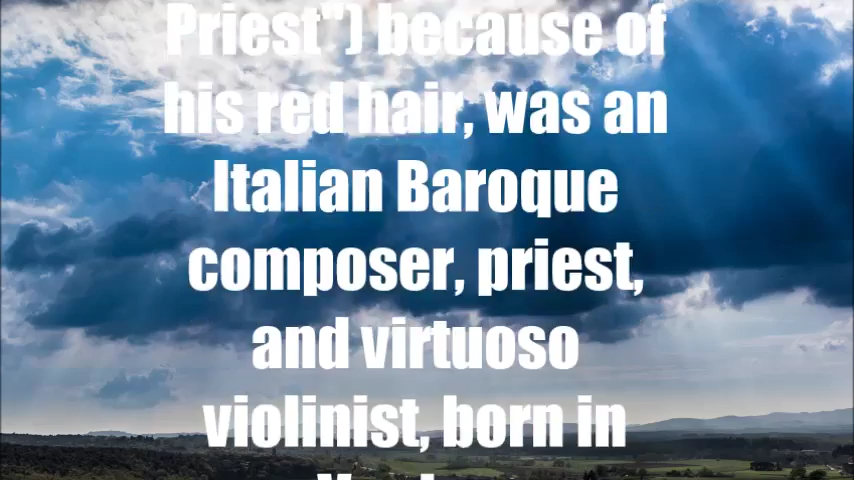 Priest") because of
his red hair, was an
Italian Baroque
composer, priest,
and virtuoso
violinist, born in